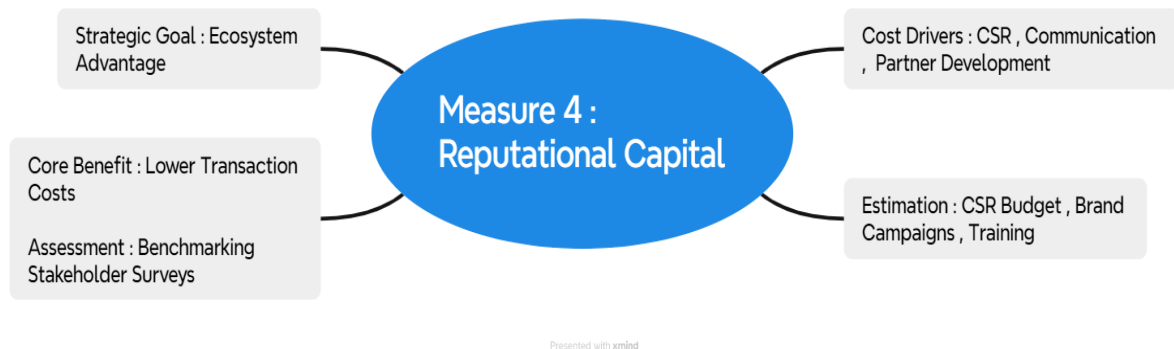 Strategic Goal : Ecosystem
Advantage
Core Benefit : Lower Transaction
Costs
Assessment : Benchmarking
Stakeholder Surveys
Measure 4 :
Reputational Capital
Cost Drivers : CSR , Communication
, Partner Development
Estimation : CSR Budget , Brand
Campaigns , Training
Presented with xmind